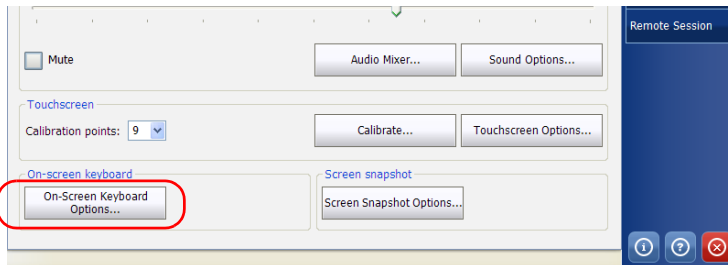 Remote Session
Mute
Audio Mixer...
Sound Options...
Touchscreen
Calibration points:
9
Calibrate...
Touchscreen Options...
On-screen keyboard
Screen snapshot
On-Screen Keyboard
Options...
Screen Snapshot Options...